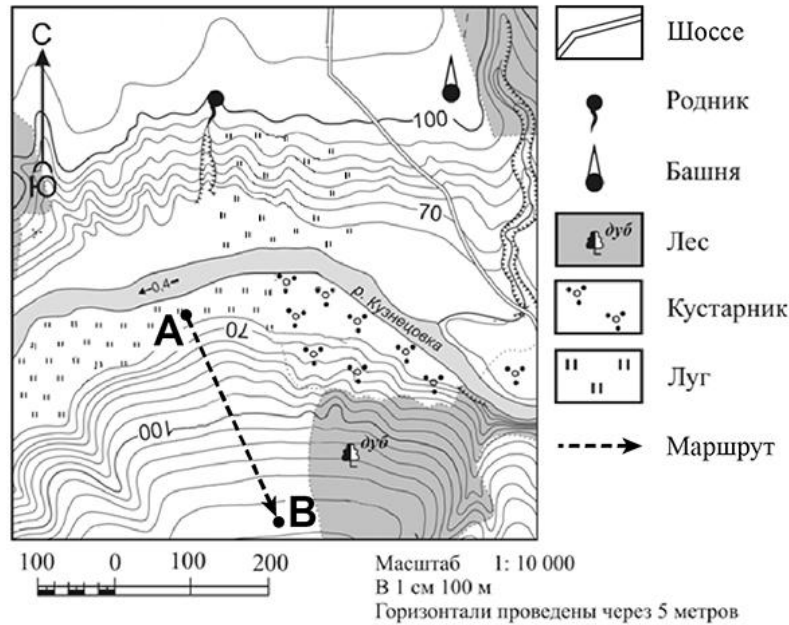 С
Ю
100
70
0,4
р. Кузнецовка
А
70
100
дуб
В
Шоссе
Родник
Башня
дуб
Лес
Кустарник
Луг
Маршрут
100 0 100 200
Масштаб 1: 10 000
В 1 см 100 м
Горизонтали проведены через 5 метров